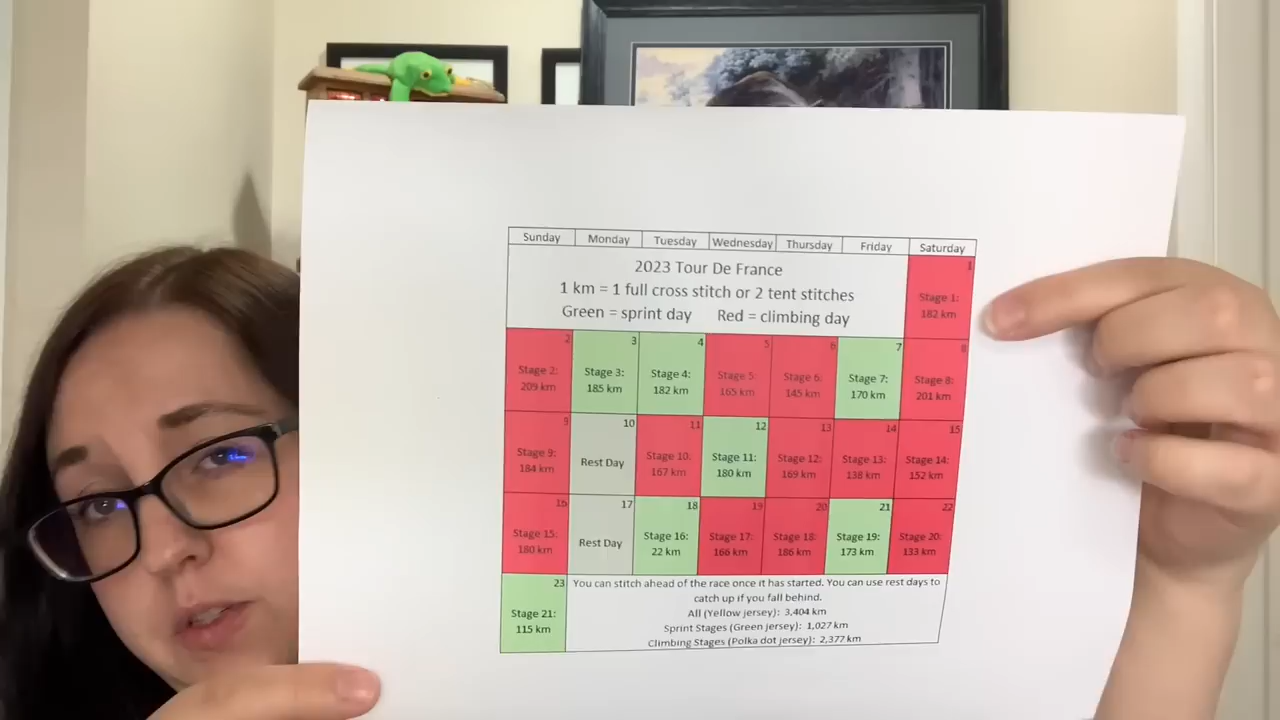 Sunday Monday Tuesday Wednesday Thursday Friday Saturday
2023 Tour De France
1 km = 1 full cross stitch or 2 tent stitches
Green = sprint day Red = climbing day
1
Stage 1:
182 km
2 3 4 5 6 7 8
Stage 2: Stage 3: Stage 4: Stage 5: Stage 6: Stage 7: Stage 8:
209 km 185 km 182 km 165 km 145 km 170 km 201 km
9 10 11 12 13 14 15
Stage 9: Rest Day Stage 10: Stage 11: Stage 12: Stage 13: Stage 14:
184 km 167 km 180 km 169 km 138 km 152 km
16 17 18 19 20 21 22
Stage 15: Rest Day Stage 16: Stage 17: Stage 18: Stage 19: Stage 20:
180 km 22 km 166 km 186 km 173 km 133 km
23
Stage 21:
115 km
You can stitch ahead of the race once it has started. You can use rest days to
catch up if you fall behind.
All (Yellow jersey): 3,404 km
Sprint Stages (Green jersey): 1,027 km
Climbing Stages (Polka dot jersey): 2,377 km